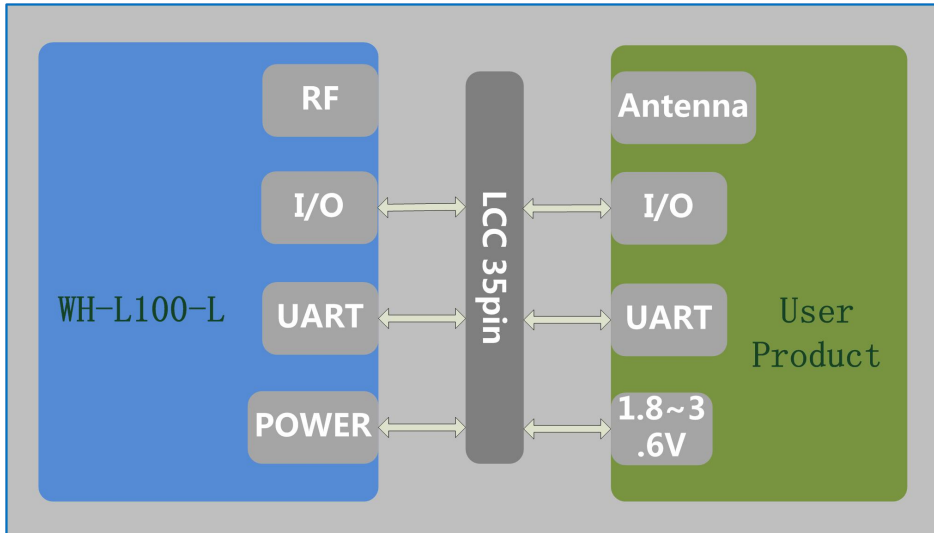 WH-L100-L
RF
I/O
UART
POWER
LCC 35pin
Antenna
I/O
UART
1.8~3
.6V
User
Product